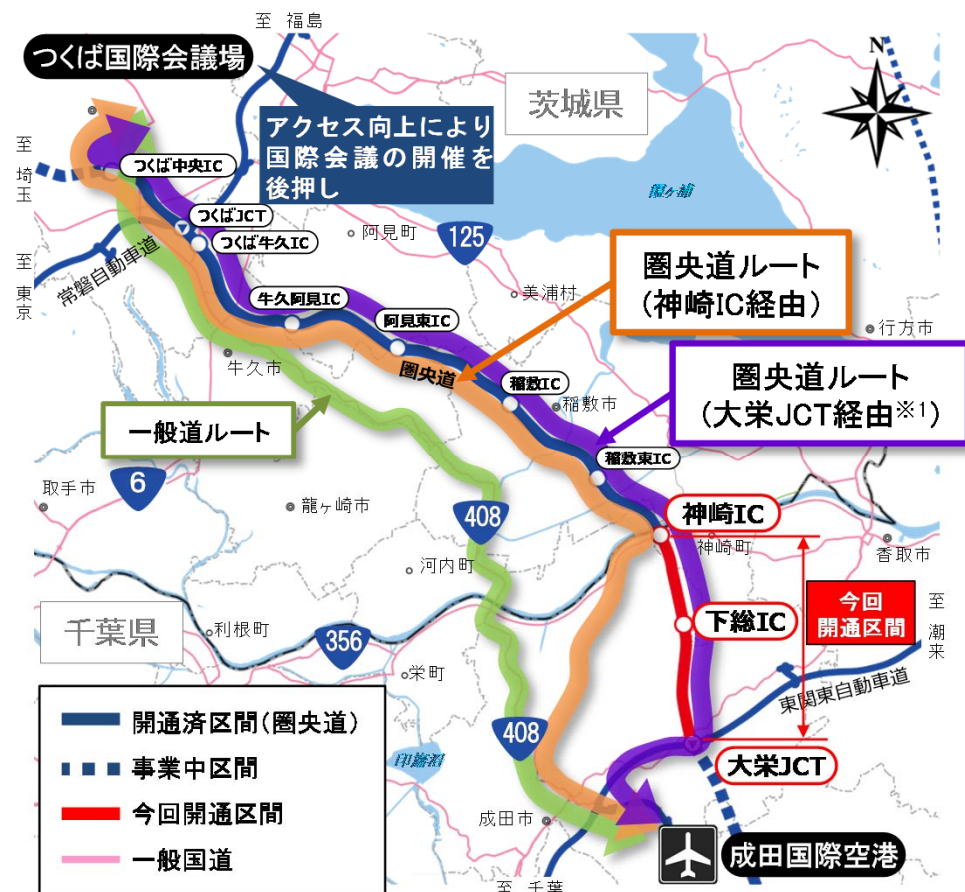 至 福島
つくば国際会議場
N
茨城県
アクセス向上により
国際会議の開催を
後押し
至 埼玉
つくば中央IC
霞ヶ浦
つくばJCT
つくば牛久IC
阿見町
125
常磐自動車道
至 東京
圏央道ルート
(神崎IC経由)
牛久阿見IC
美浦村
阿見東IC
行方市
牛久市
圏央道
稲敷IC
稲敷市
圏央道ルート
(大栄JCT経由※1)
一般道ルート
稲敷東IC
6
取手市
龍ヶ崎市
408
神崎IC
神崎町
香取市
河内町
今回
開通区間
至 潮来
千葉県
利根町
下総IC
356
栄町
東関東自動車道
開通済区間(圏央道)
408
印旛沼
大栄JCT
事業中区間
今回開通区間
成田市
一般国道
成田国際空港
至 千葉